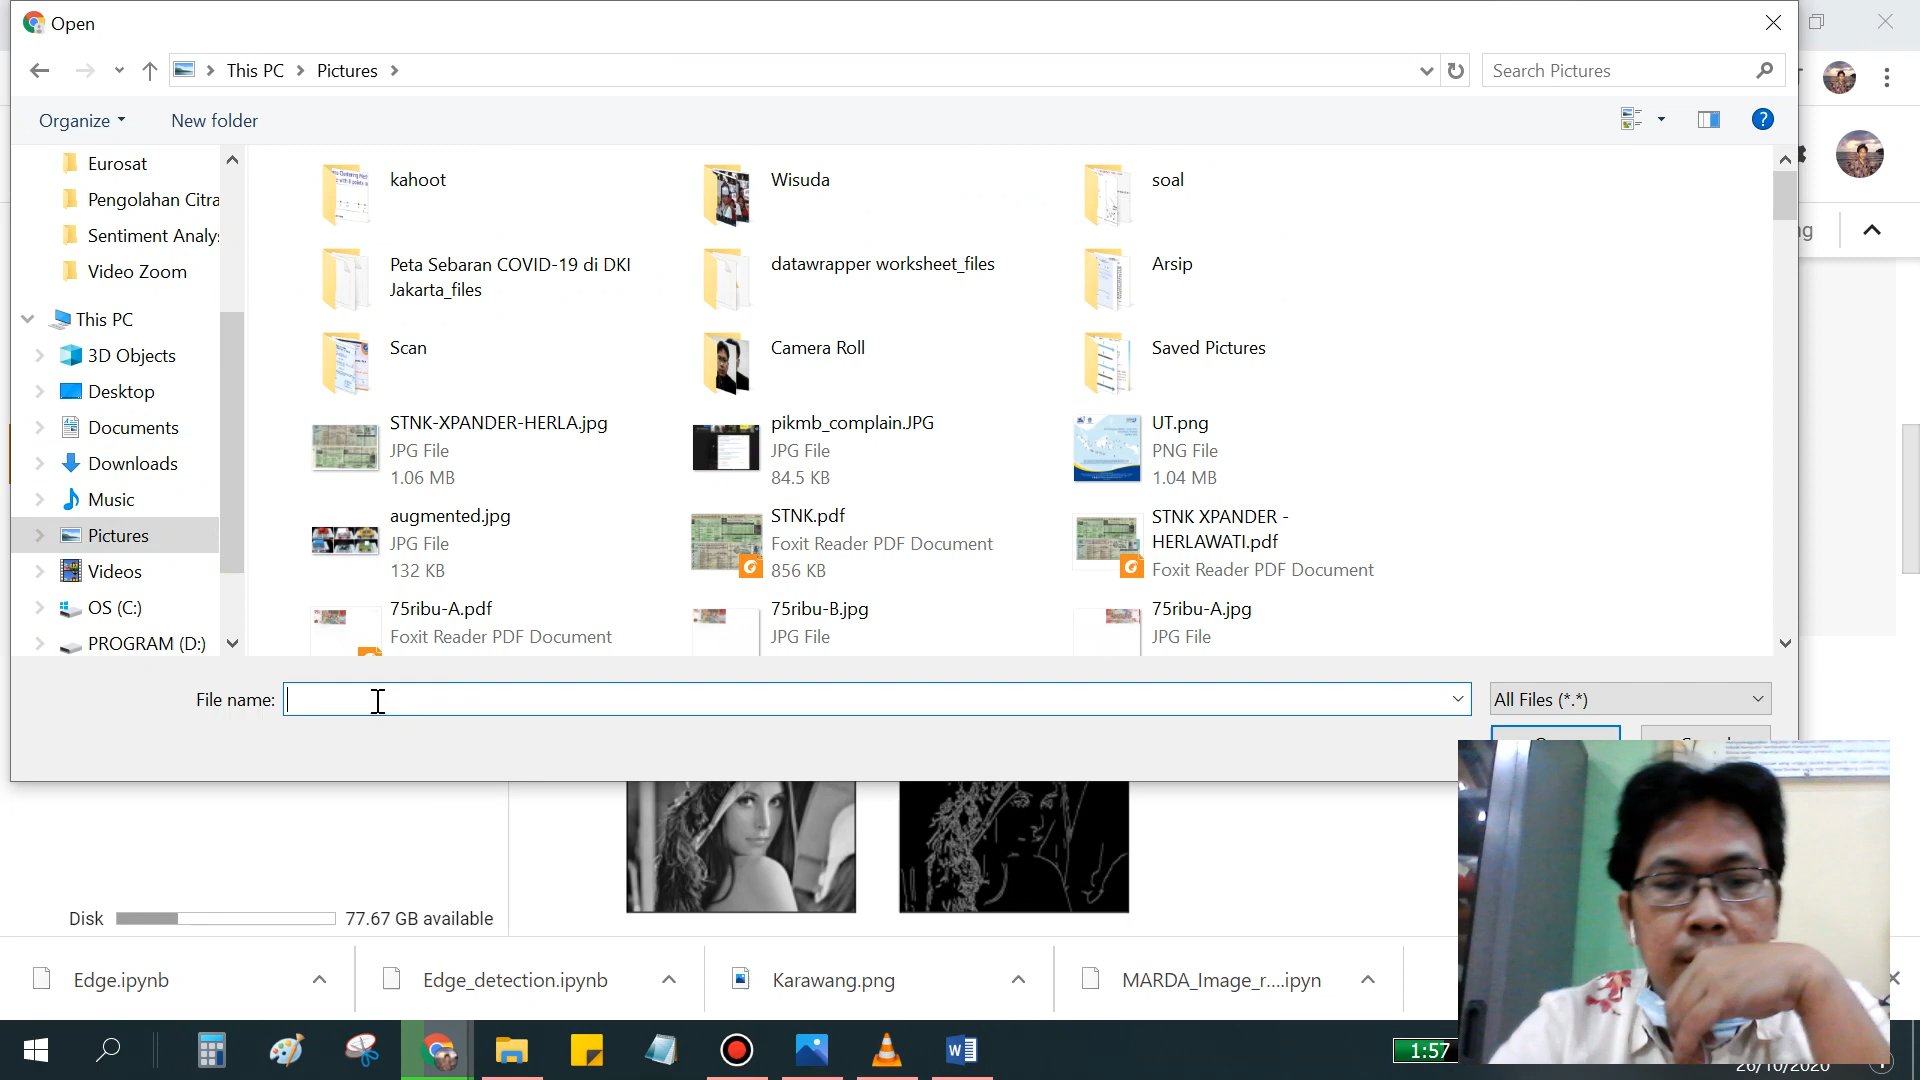 Open
This PC
Pictures
Search Pictures
Organize
New folder
Eurosat
Pengolahan Citra
Sentiment Analy
Video Zoom
This PC
3D Objects
Desktop
Documents
Downloads
Music
Pictures
Videos
OS (C:)
PROGRAM (D:)
kahoot
Wisuda
soal
Peta Sebaran COVID-19 di DKI
Jakarta_files
datawrapper worksheet_files
Arsip
Scan
Camera Roll
Saved Pictures
STNK-XPANDER-HERLA.jpg
JPG File
1.06 MB
pikmb_complain.JPG
JPG File
84.5 KB
UT.png
PNG File
1.04 MB
augmented.jpg
JPG File
132 KB
STNK.pdf
Foxit Reader PDF Document
856 KB
STNK XPANDER -
HERLAWATI.pdf
Foxit Reader PDF Document
75ribu-A.pdf
Foxit Reader PDF Document
75ribu-B.jpg
JPG File
75ribu-A.jpg
JPG File
File name:
All Files (*.*)
Disk
77.67 GB available
Edge.ipynb
Edge_detection.ipynb
Karawang.png
MARDA_Image_r....ipyn
1:57
26/10/2020